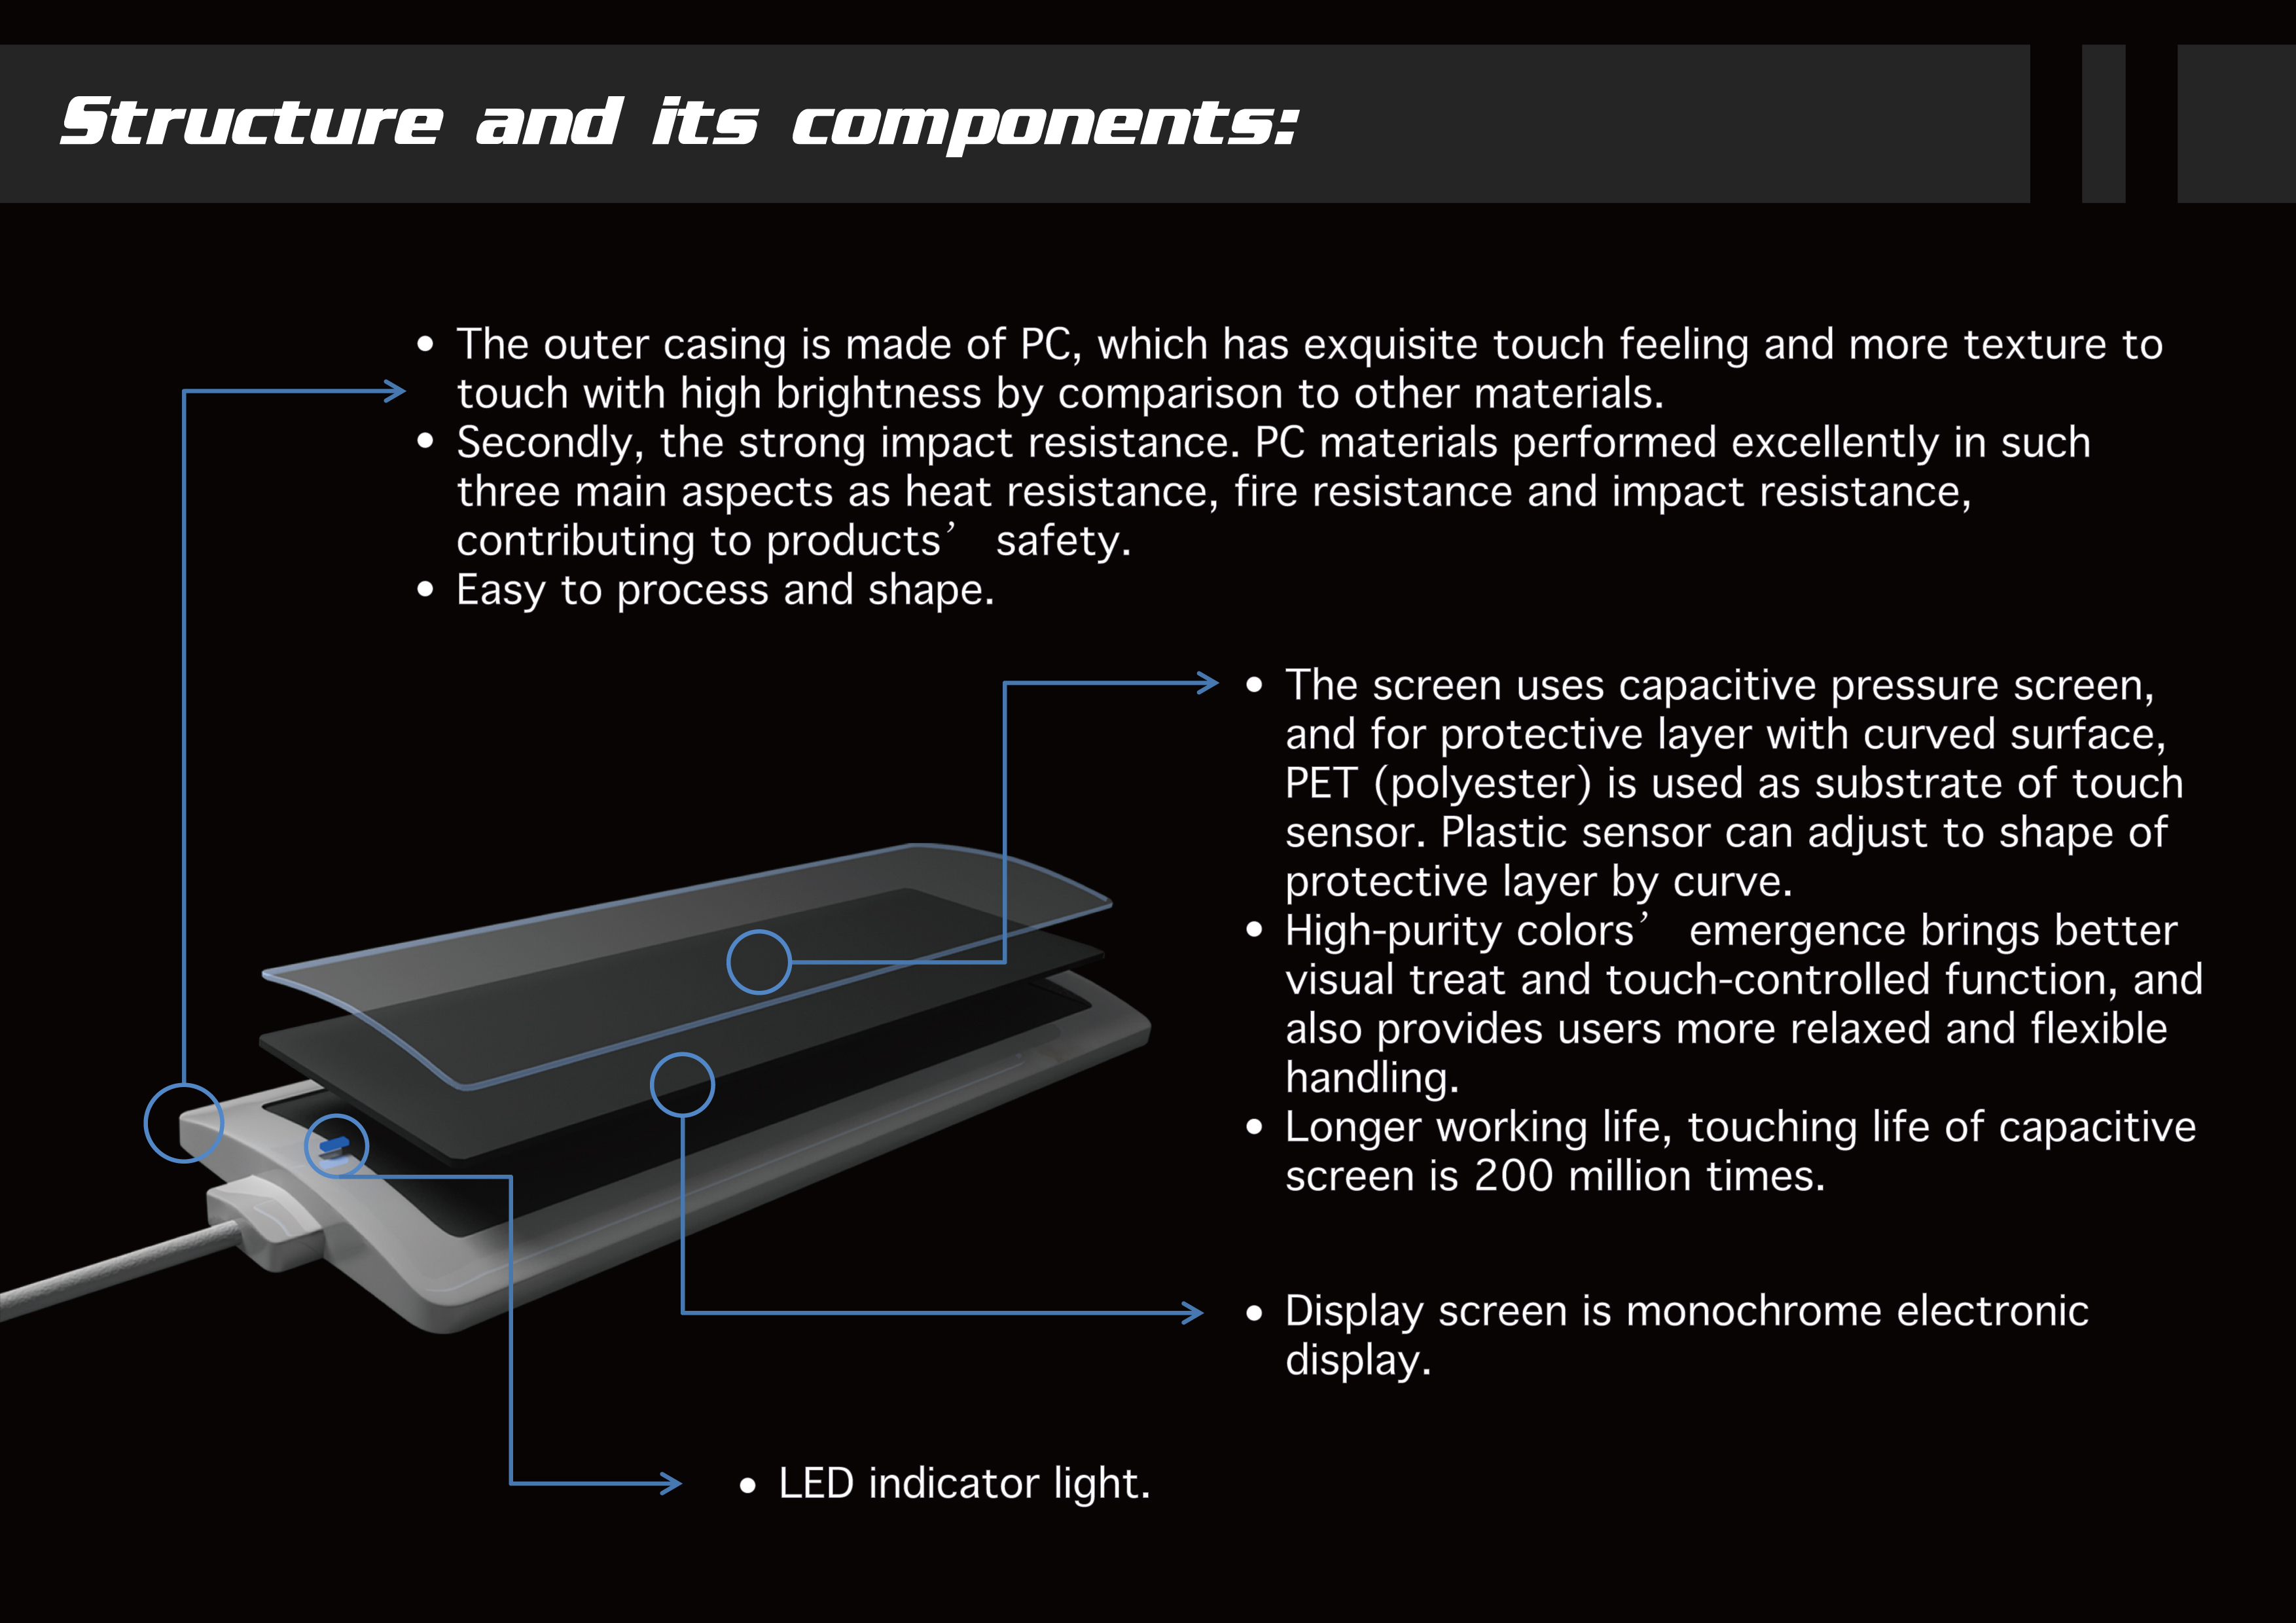 Structure and its components:
• The outer casing is made of PC, which has exquisite touch feeling and more texture to
touch with high brightness by comparison to other materials.
• Secondly, the strong impact resistance. PC materials performed excellently in such
three main aspects as heat resistance, fire resistance and impact resistance,
contributing to products’ safety.
• Easy to process and shape.
• The screen uses capacitive pressure screen,
and for protective layer with curved surface,
PET (polyester) is used as substrate of touch
sensor. Plastic sensor can adjust to shape of
protective layer by curve.
• High-purity colors’ emergence brings better
visual treat and touch-controlled function, and
also provides users more relaxed and flexible
handling.
• Longer working life, touching life of capacitive
screen is 200 million times.
• Display screen is monochrome electronic
display.
• LED indicator light.